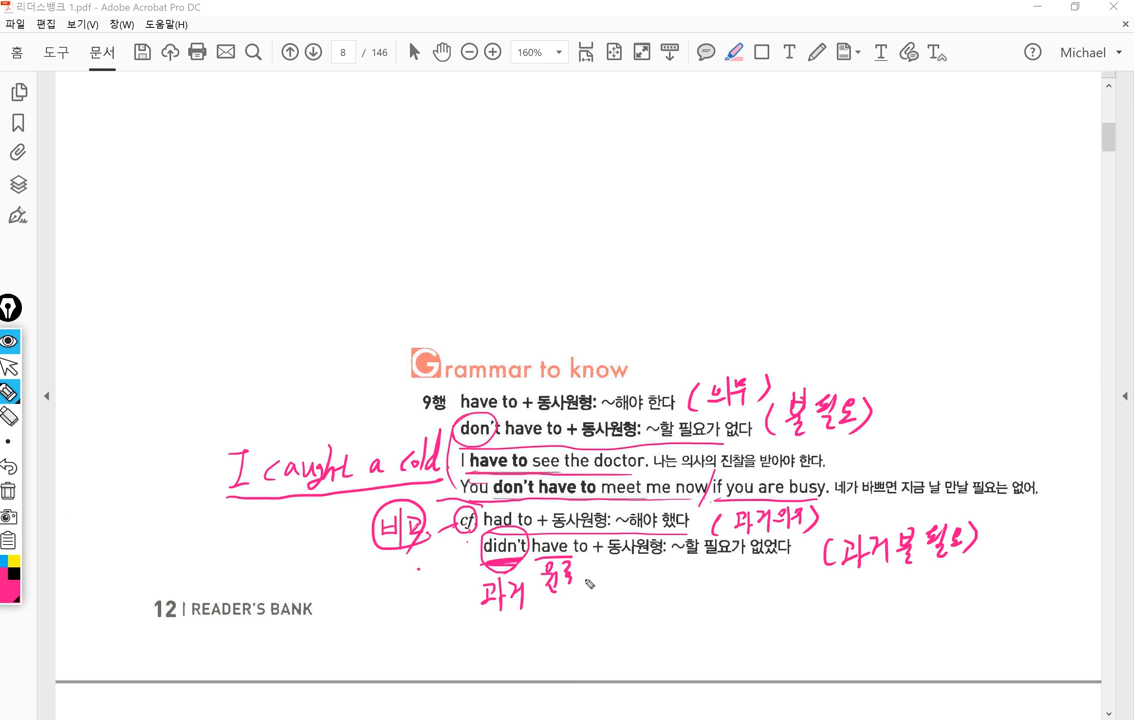 리더스뱅크 1.pdf - Adobe Acrobat Pro DC
파일 편집 보기(V) 창(W) 도움말(H)
홈 도구 문서 8 / 146 160% Michael
Grammar to know
9행 have to + 동사원형: ~해야 한다 (의무)
don't have to + 동사원형: ~할 필요가 없다 (불필요)
I caught a cold
I have to see the doctor. 나는 의사의 진찰을 받아야 한다.
You don't have to meet me now / if you are busy. 네가 바쁘면 지금 날 만날 필요는 없어.
비교 cf had to + 동사원형: ~해야 했다 (과거의무)
didn't have to + 동사원형: ~할 필요가 없었다 (과거 불필요)
과거
12 | READER'S BANK